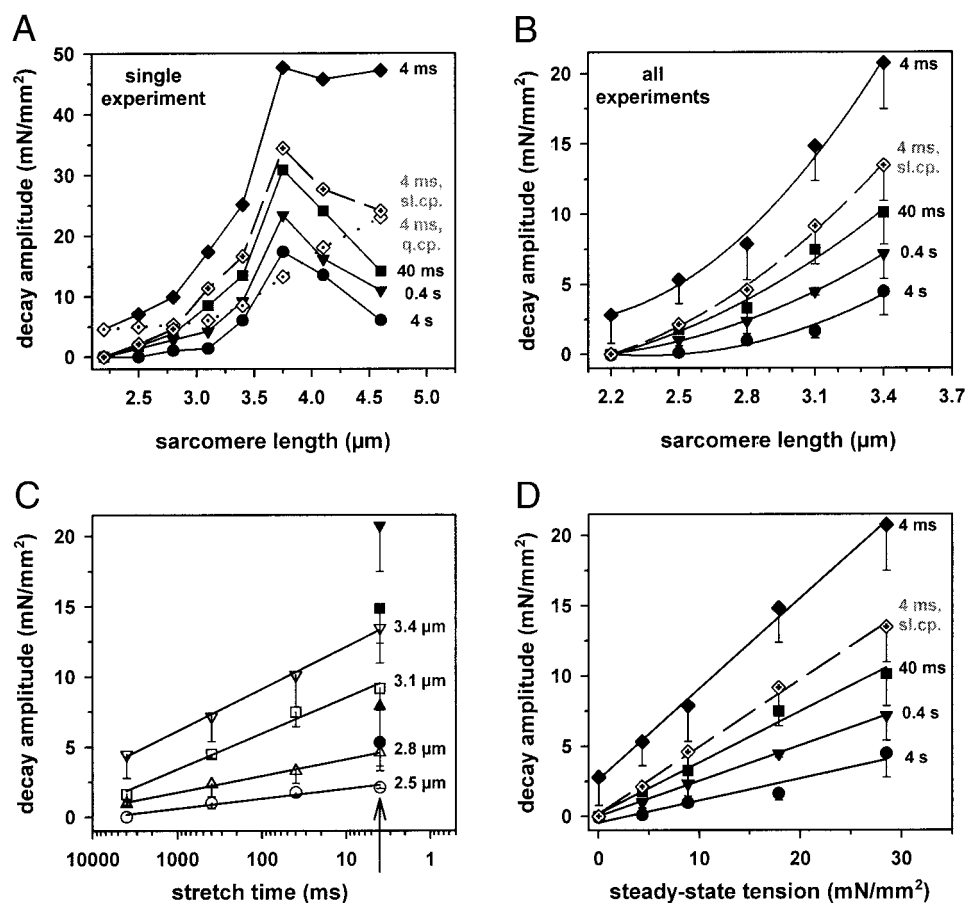 A
single
experiment
decay amplitude (mN/mm²)
50
40
30
20
10
0
4 ms
4 ms,
sl.cp.
4 ms,
q.cp.
40 ms
0.4 s
4 s
2.5 3.0 3.5 4.0 4.5 5.0
sarcomere length (µm)
B
all
experiments
decay amplitude (mN/mm²)
20
15
10
5
0
4 ms
4 ms,
sl.cp.
40 ms
0.4 s
4 s
2.2 2.5 2.8 3.1 3.4 3.7
sarcomere length (µm)
C
decay amplitude (mN/mm²)
20
15
10
5
0
3.4 µm
3.1 µm
2.8 µm
2.5 µm
10000 1000 100 10 1
stretch time (ms)
D
decay amplitude (mN/mm²)
20
15
10
5
0
4 ms
4 ms,
sl.cp.
40 ms
0.4 s
4 s
0 10 20 30
steady-state tension (mN/mm²)